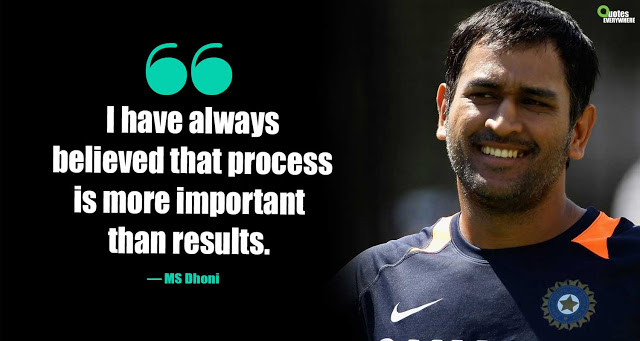 Quotes
EVERYWHERE
I have always
believed that process
is more important
than results.
— MS Dhoni